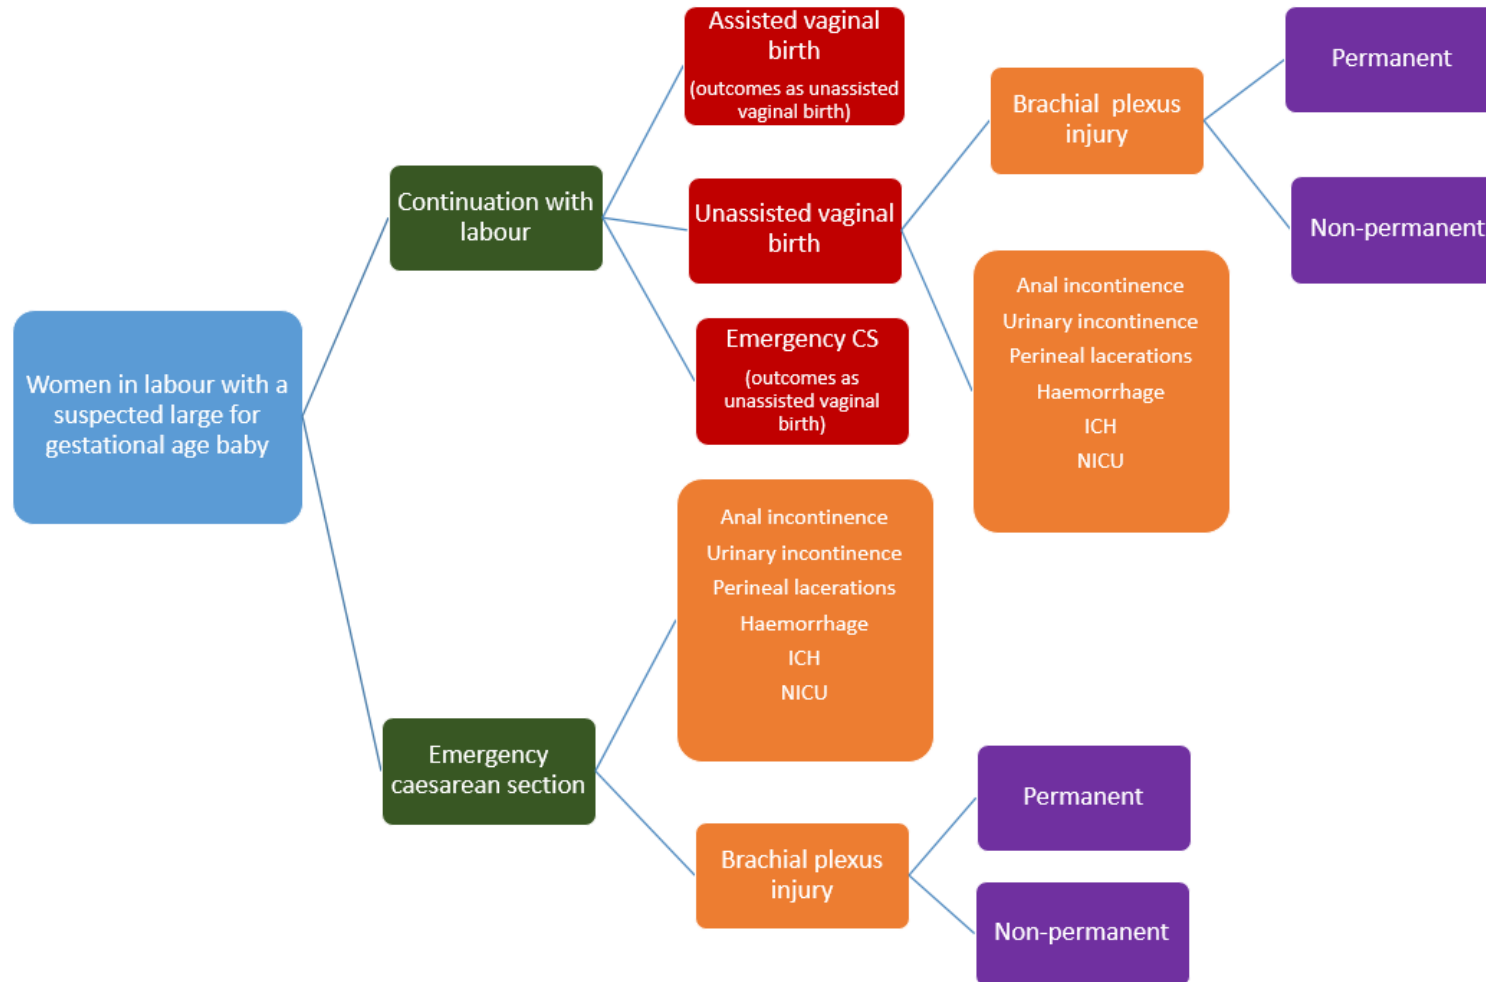 Women in labour with a
suspected large for
gestational age baby
Continuation with
labour
Assisted vaginal
birth
(outcomes as unassisted
vaginal birth)
Unassisted vaginal
birth
Emergency CS
(outcomes as
unassisted vaginal
birth)
Brachial plexus
injury
Permanent
Non-permanent
Anal incontinence
Urinary incontinence
Perineal lacerations
Haemorrhage
ICH
NICU
Emergency
caesarean section
Anal incontinence
Urinary incontinence
Perineal lacerations
Haemorrhage
ICH
NICU
Brachial plexus
injury
Permanent
Non-permanent